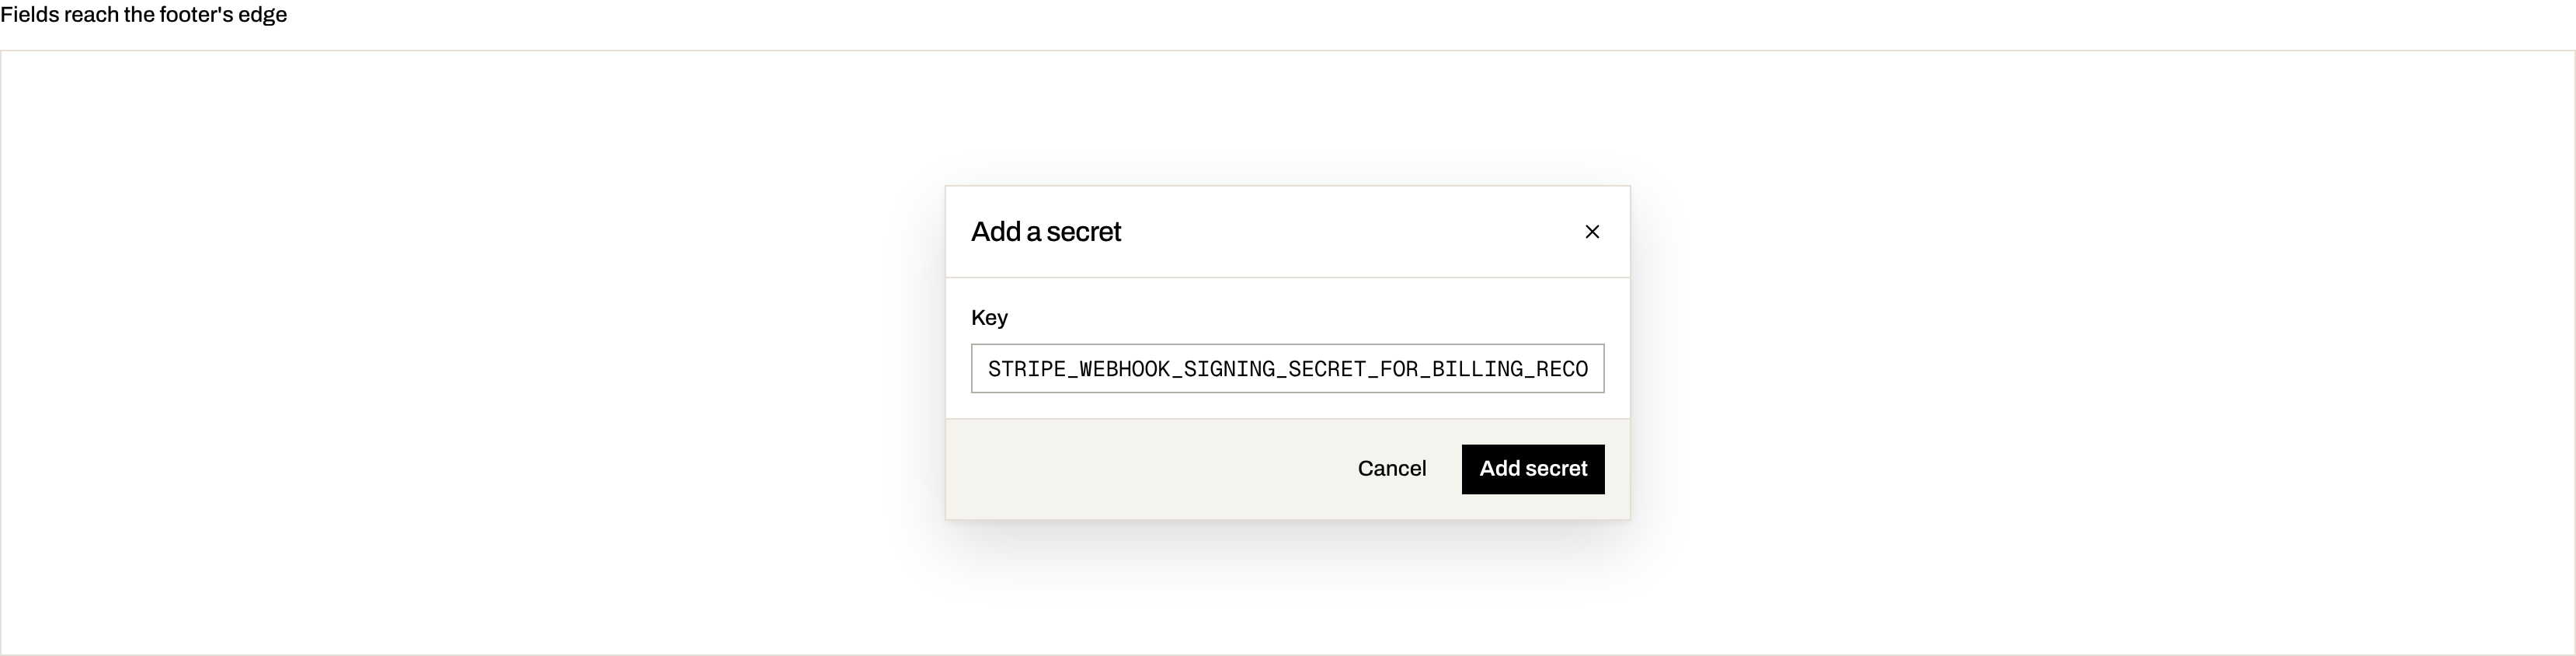 Fields reach the footer's edge
Add a secret
Key
STRIPE_WEBHOOK_SIGNING_SECRET_FOR_BILLING_RECO
Cancel
Add secret